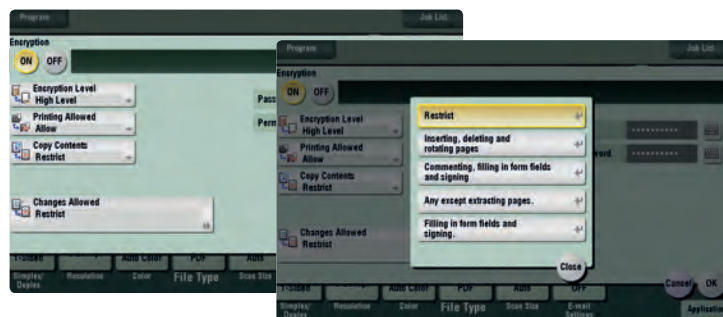 Program
Job List
Encryption
ON OFF
Encryption Level
High Level
Printing Allowed
Allow
Copy Contents
Restrict
Changes Allowed
Restrict
1-Sided
Auto Color
PDF
Auto
Simplex/
Duplex
Resolution
Color
File Type
Scan Size
Program
Job List
Encryption
ON OFF
Encryption Level
High Level
Printing Allowed
Allow
Copy Contents
Restrict
Changes Allowed
Restrict
Restrict
Inserting, deleting and
rotating pages
Commenting, filling in form fields
and signing
Any except extracting pages.
Filling in form fields and
signing.
Close
Cancel
OK
1-Sided
Auto Color
PDF
Auto
OFF
Simplex/
Duplex
Resolution
Color
File Type
Scan Size
E-mail
Settings
Application